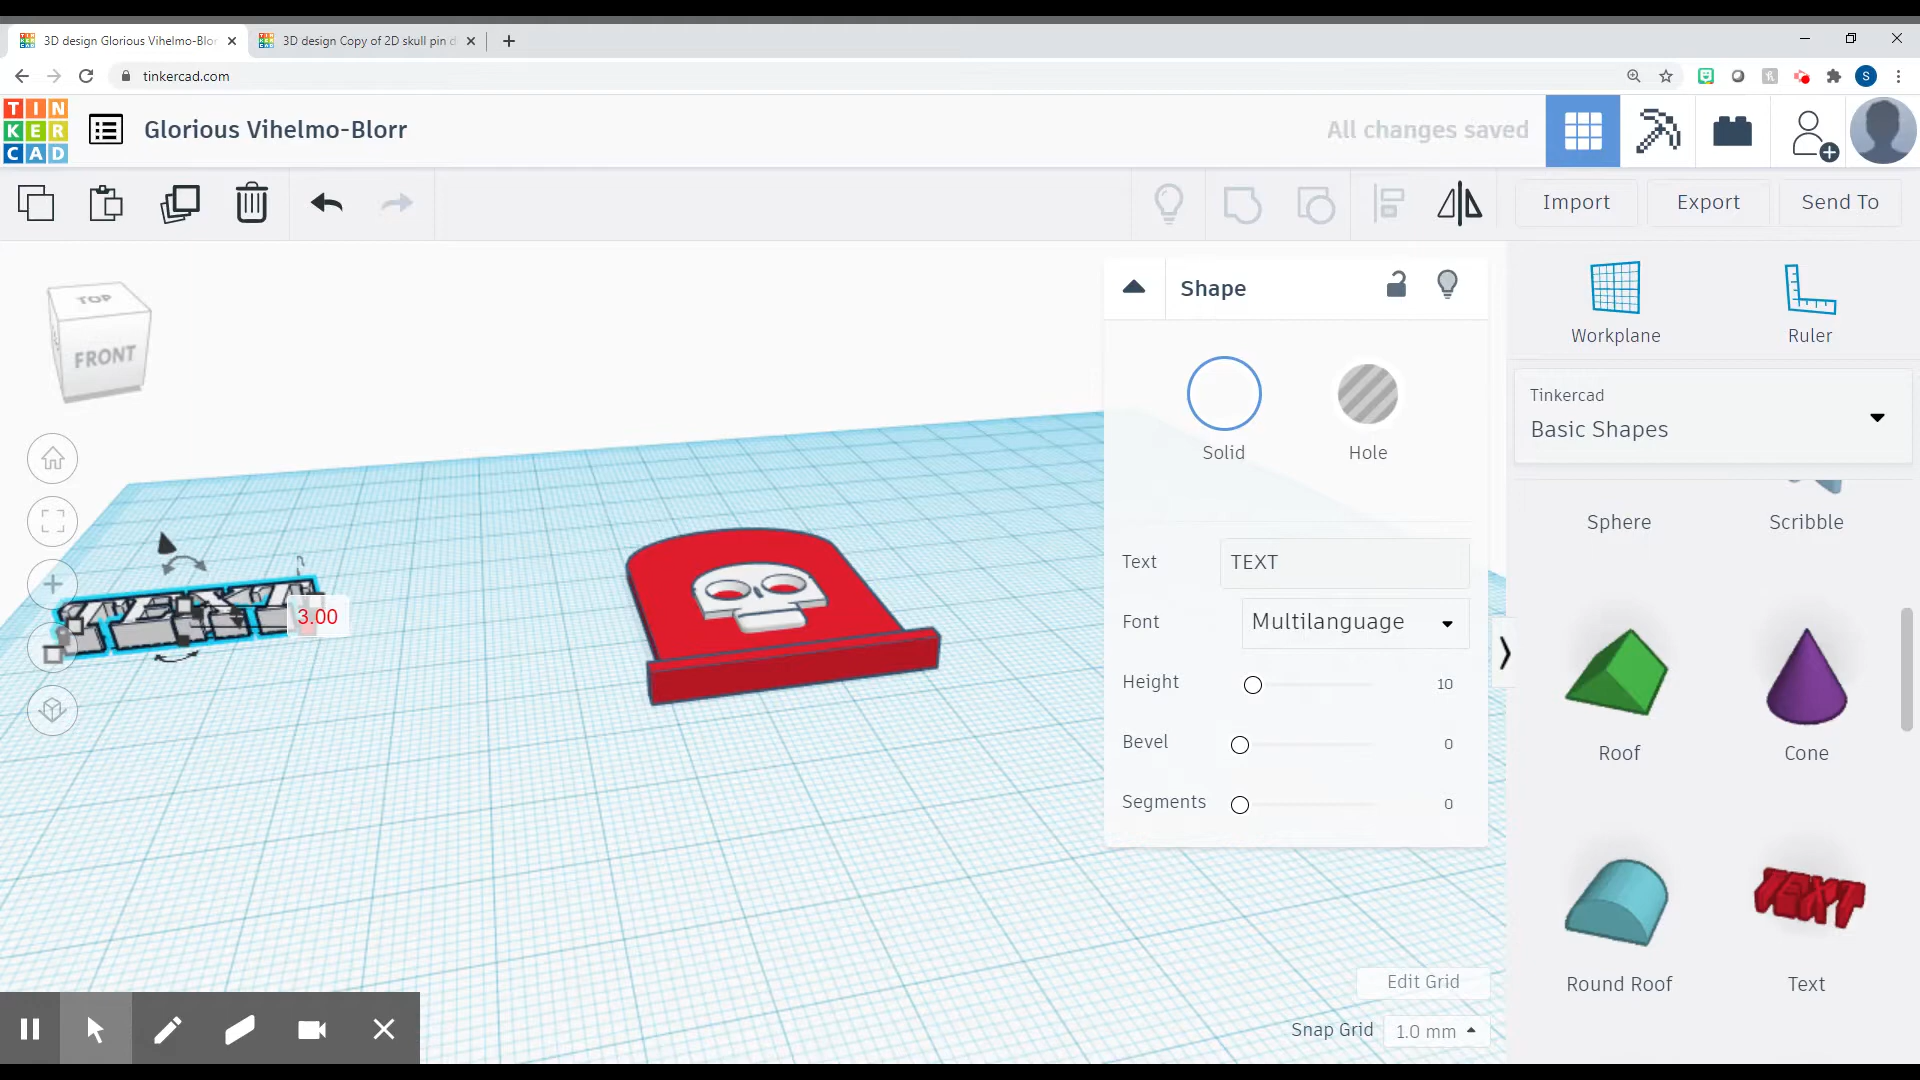 3D design Glorious Vihelmo-Blor
3D design Copy of 2D skull pin d
tinkercad.com
S
TIN
KER
CAD
Glorious Vihelmo-Blorr
All changes saved
Import
Export
Send To
TOP
FRONT
Shape
Solid
Hole
Text
TEXT
Font
Multilanguage
Height
10
Bevel
0
Segments
0
Workplane
Ruler
Tinkercad
Basic Shapes
Sphere
Scribble
Roof
Cone
Round Roof
TEXT
Text
TEXT
3.00
Edit Grid
Snap Grid
1.0 mm